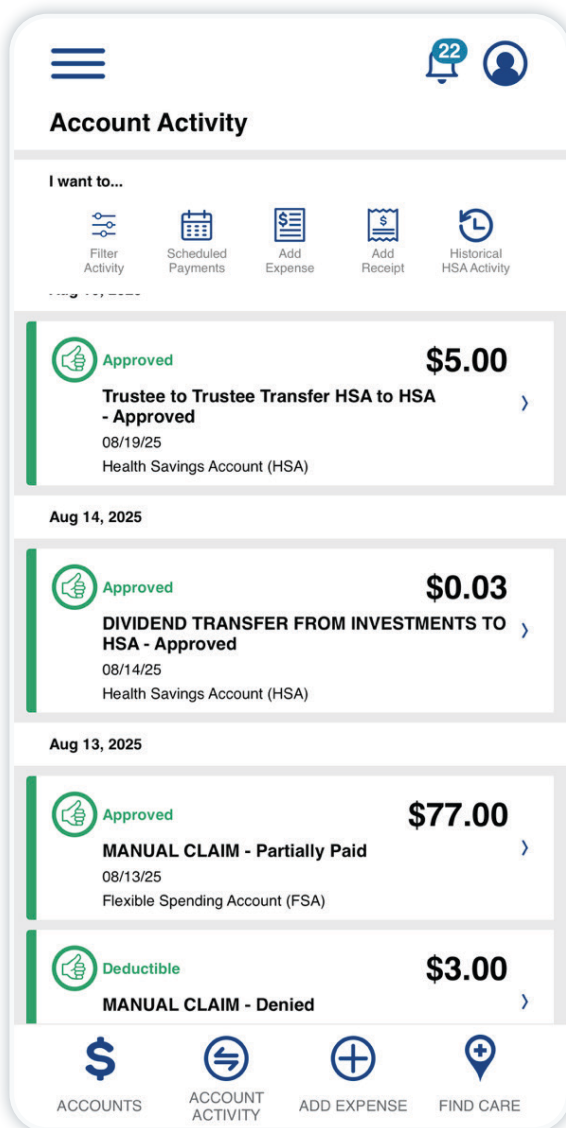 22
Account Activity
I want to...
Filter
Activity
Scheduled
Payments
Add
Expense
Add
Receipt
Historical
HSA Activity
Approved
$5.00
Trustee to Trustee Transfer HSA to HSA
- Approved
08/19/25
Health Savings Account (HSA)
Aug 14, 2025
Approved
$0.03
DIVIDEND TRANSFER FROM INVESTMENTS TO
HSA - Approved
08/14/25
Health Savings Account (HSA)
Aug 13, 2025
Approved
$77.00
MANUAL CLAIM - Partially Paid
08/13/25
Flexible Spending Account (FSA)
Deductible
$3.00
MANUAL CLAIM - Denied
ACCOUNTS
ACCOUNT
ACTIVITY
ADD EXPENSE
FIND CARE